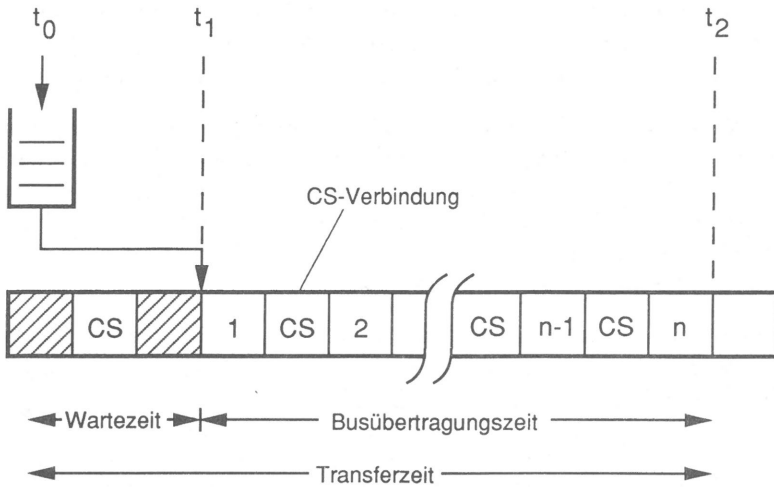 t0 t1 t2
CS-Verbindung
CS 1 CS 2 CS n-1 CS n
Wartezeit Busübertragungszeit
Transferzeit